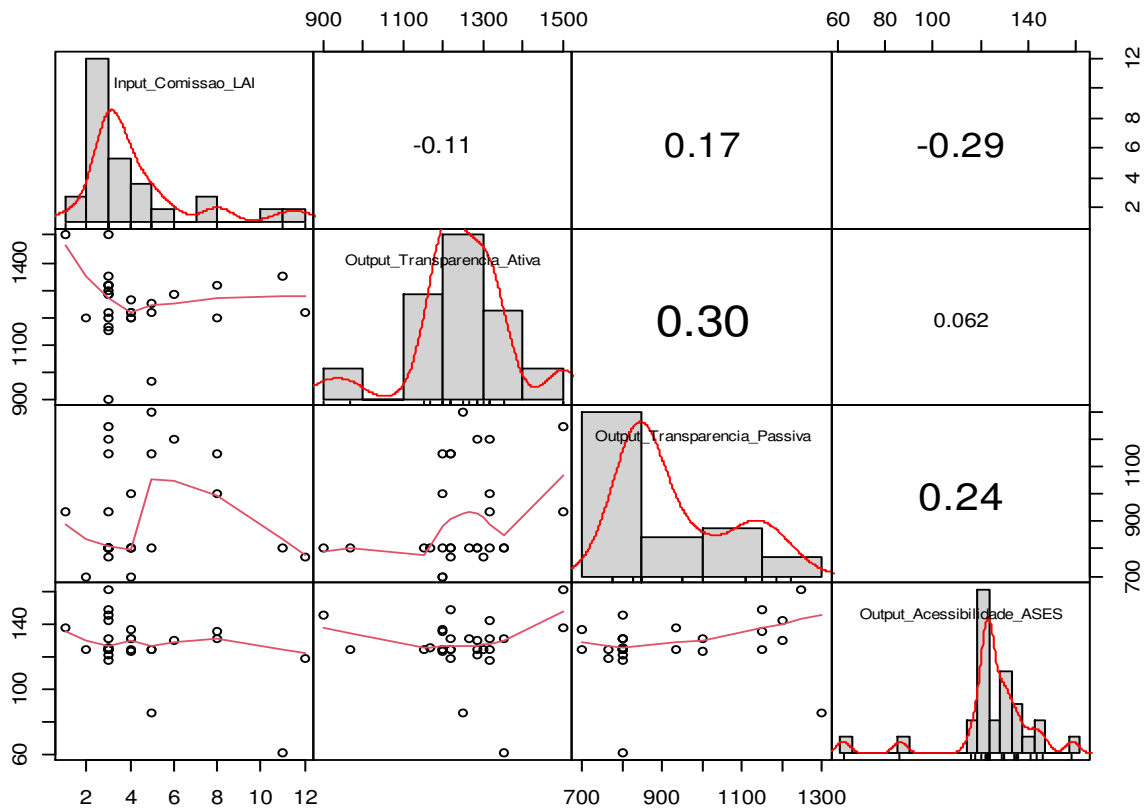 900 1100 1300 1500 60 80 100 140
Input_Comissao_LAI
-0.11
0.17
-0.29
2 4 6 8 10 12
900 1100 1400
Output_Transparencia_Ativa
0.30
0.062
Output_Transparencia_Passiva
0.24
700 900 1100
60 100 140
Output_Acessibilidade_ASES
2 4 6 8 10 12 700 900 1100 1300